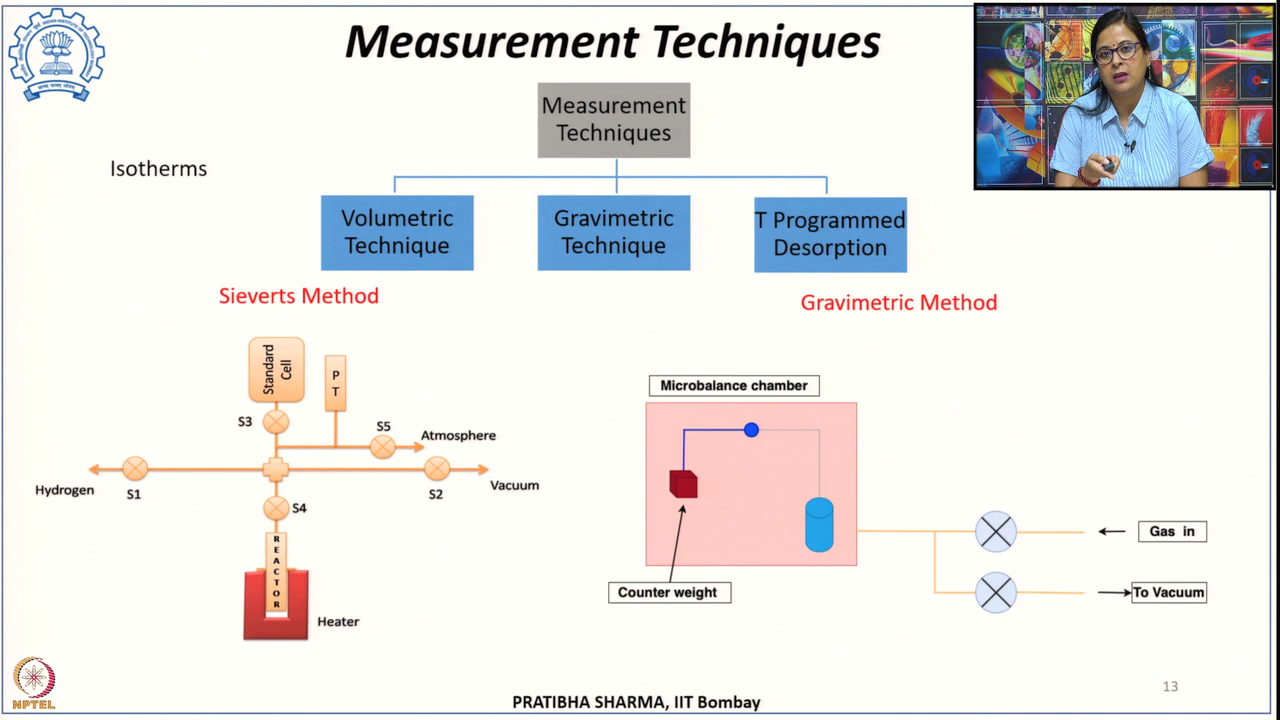 Measurement Techniques
Measurement
Techniques
Isotherms
Volumetric
Technique
Gravimetric
Technique
T Programmed
Desorption
Sieverts Method
Gravimetric Method
Standard
Cell
P
T
S3
S5
Atmosphere
Hydrogen
S1
S2
Vacuum
S4
REACTOR
Heater
Microbalance chamber
Counter weight
Gas in
To Vacuum
13
NPTEL
PRATIBHA SHARMA, IIT Bombay